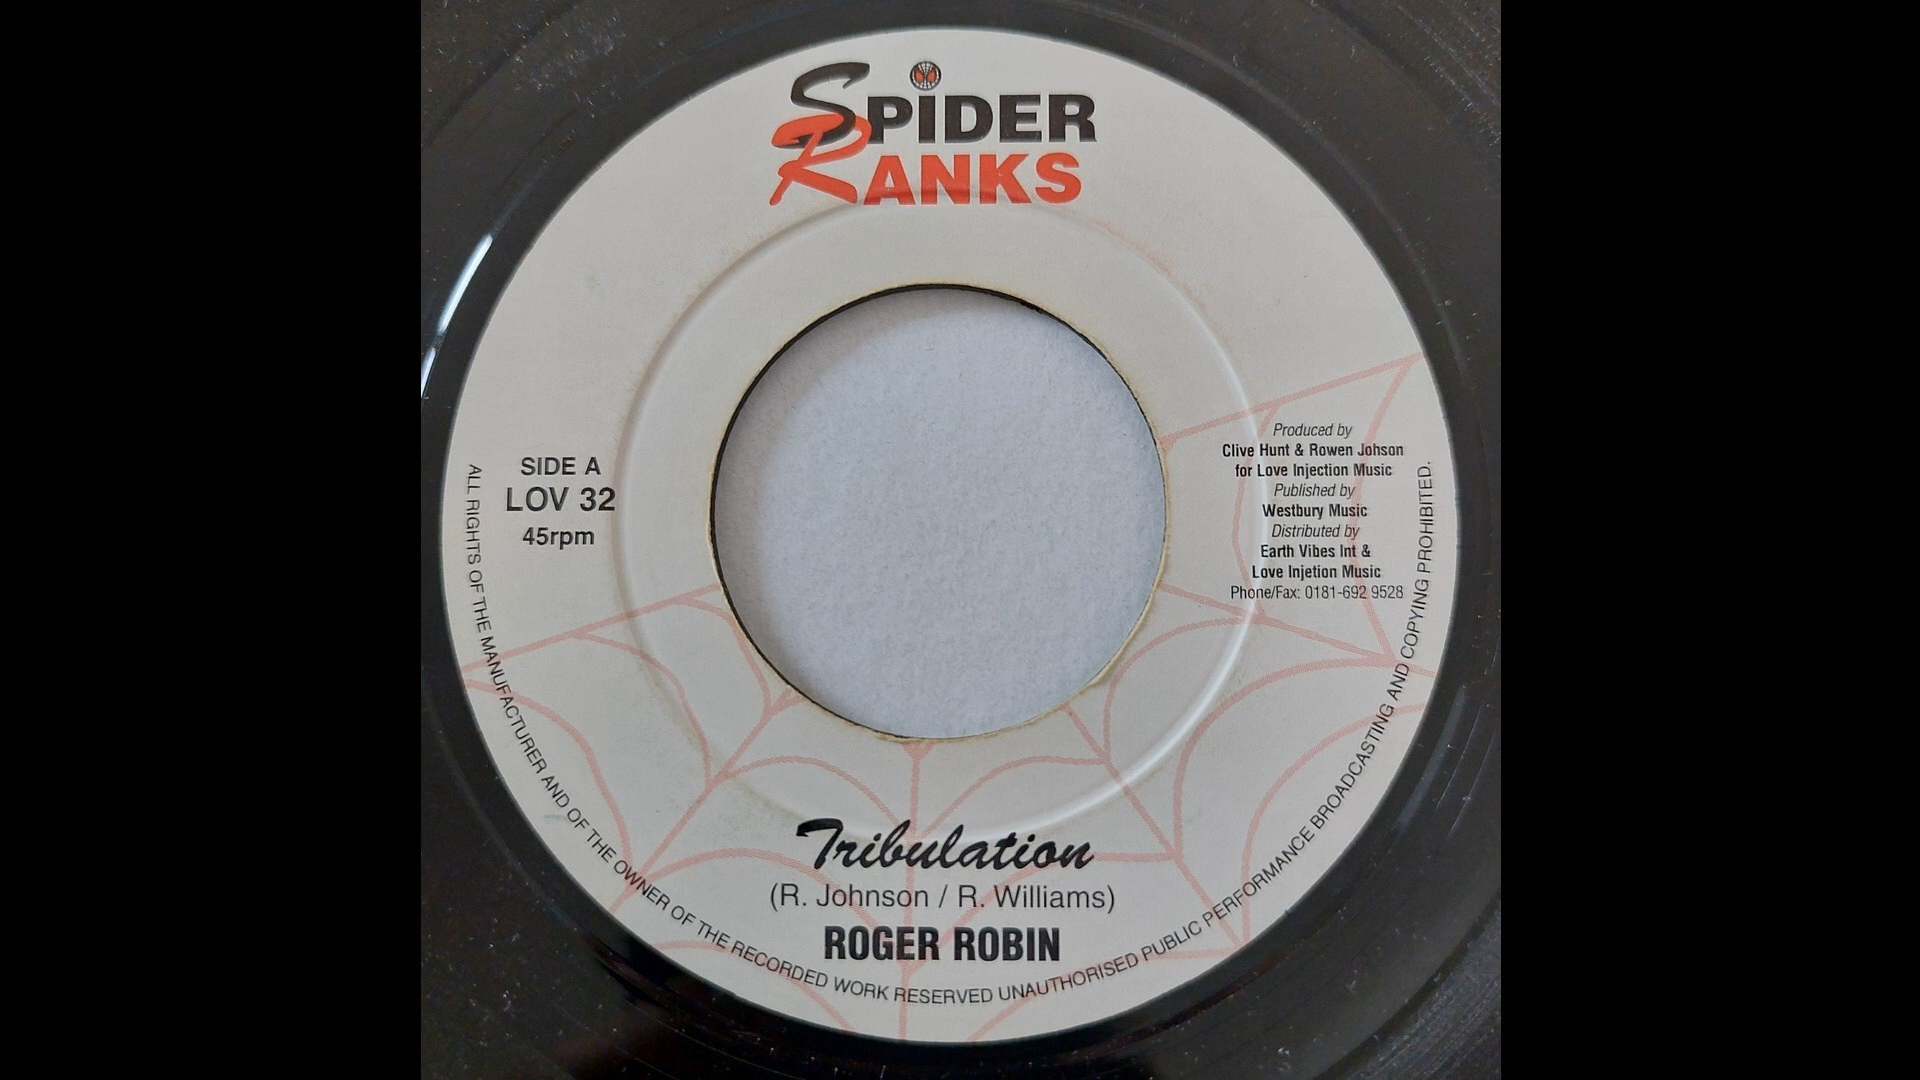 SPIDER
RANKS
SIDE A
LOV 32
45rpm
Produced by
Clive Hunt & Rowen Johson
for Love Injection Music
Published by
Westbury Music
Distributed by
Earth Vibes Int &
Love Injetion Music
Phone/Fax: 0181-692 9528
Tribulation
(R. Johnson / R. Williams)
ROGER ROBIN
ALL RIGHTS OF THE MANUFACTURER AND OF THE OWNER OF THE RECORDED WORK RESERVED UNAUTHORISED PUBLIC PERFORMANCE BROADCASTING AND COPYING PROHIBITED.